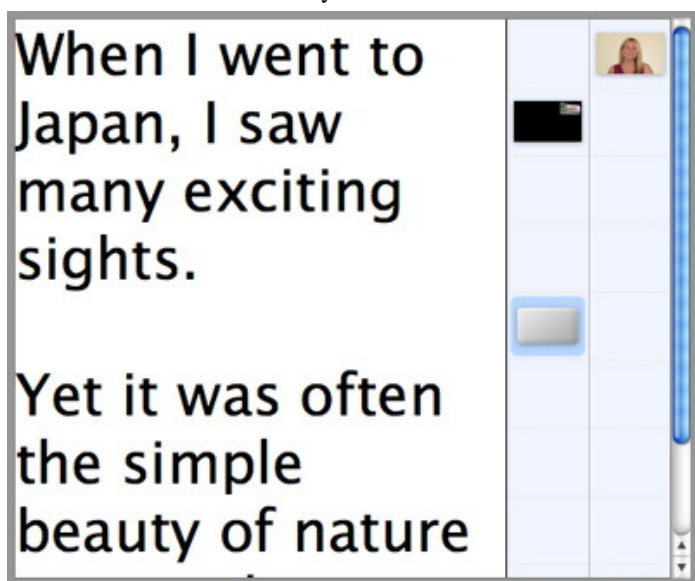 When I went to
Japan, I saw
many exciting
sights.
Yet it was often
the simple
beauty of nature